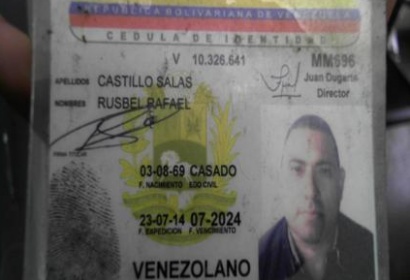 REPUBLICA BOLIVARIANA DE VENEZUELA
CEDULA DE IDENTIDAD
V 10.326.641
MM696
APELLIDOS CASTILLO SALAS
Juan Dugarte
Director
NOMBRES RUSBEL RAFAEL
FIRMA TITULAR
03-08-69 CASADO
F. NACIMIENTO EDO CIVIL
23-07-14 07-2024
F. EXPEDICION F. VENCIMIENTO
VENEZOLANO